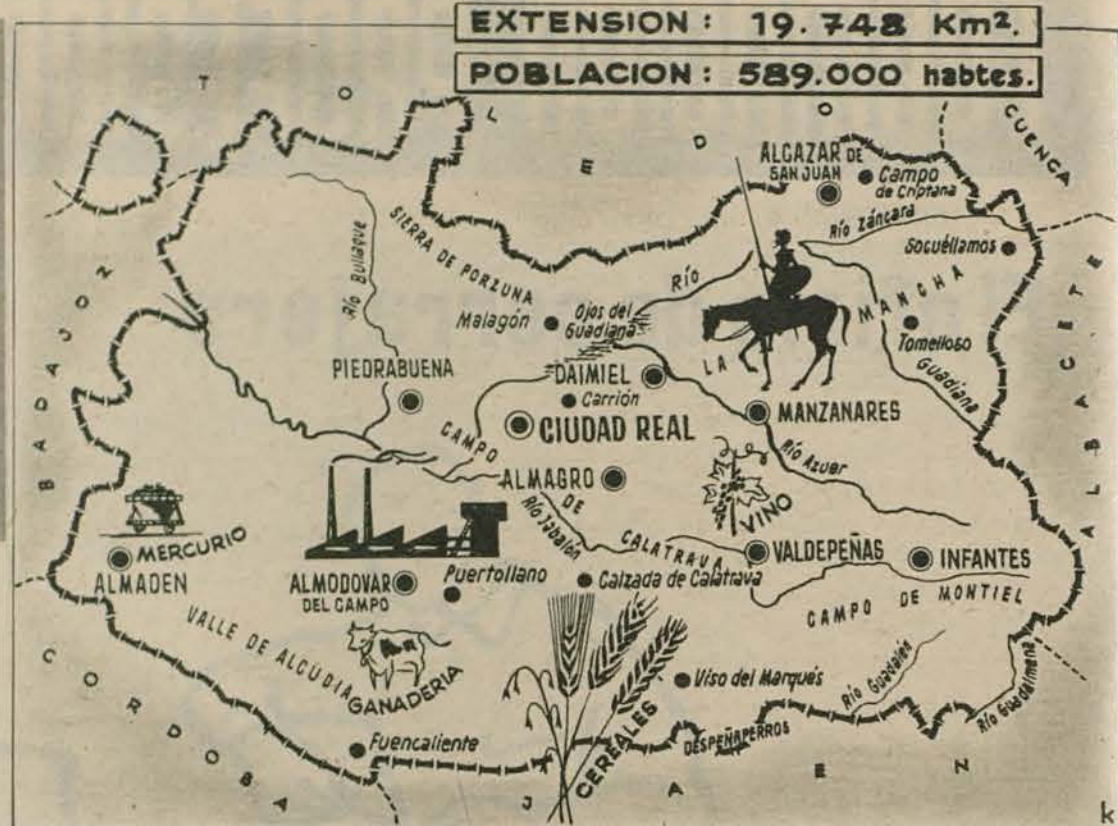 EXTENSION : 19.748 Km².
POBLACION : 589.000 habtes.
TOLEDO
CUENCA
ALCAZAR DE
SAN JUAN
Campo
de Criptana
Río Záncara
Socuéllamos
SIERRA DE PORZUNA
Río Bullaque
Río
Ojos del
Guadiana
Malagón
LA MANCHA
Tomelloso
Guadiana
BADAJOZ
ALBACETE
PIEDRABUENA
DAIMIEL
Carrión
CIUDAD REAL
MANZANARES
CAMPO
DE
CALATRAVA
ALMAGRO
Río Azuer
VINO
Río Jabalón
MERCURIO
ALMADEN
ALMODOVAR
DEL CAMPO
Puertollano
Calzada de Calatrava
VALDEPEÑAS
INFANTES
CAMPO DE MONTIEL
VALLE DE ALCUDIA
GANADERIA
CEREALES
Viso del Marqués
Río Guadalén
Río Guadalmena
Fuencaliente
DESPEÑAPERROS
CORDOBA
JAEN
k